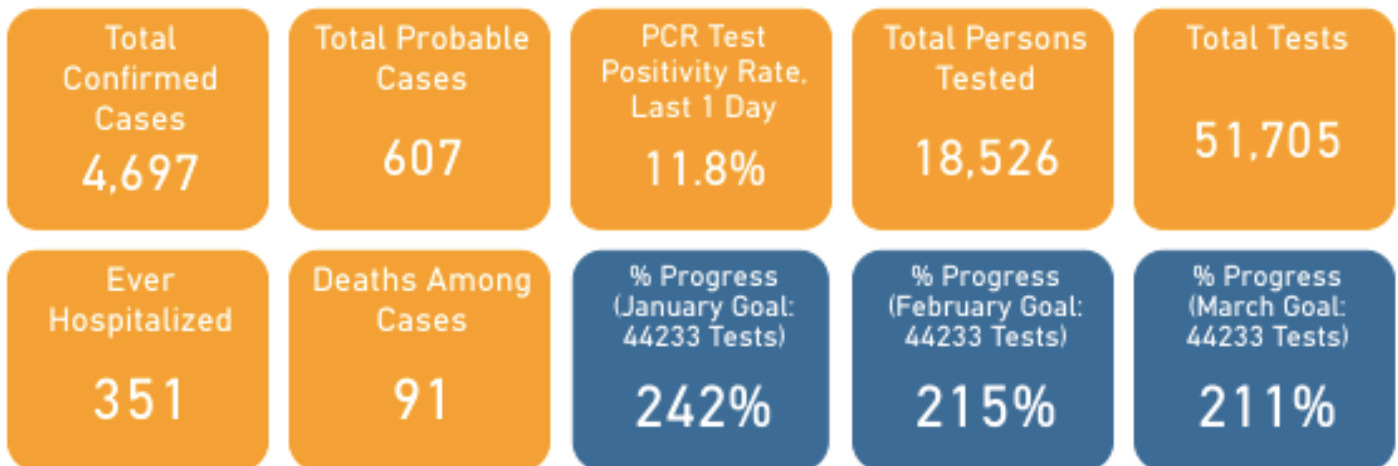 Total
Confirmed
Cases
4,697
Total Probable
Cases
607
PCR Test
Positivity Rate,
Last 1 Day
11.8%
Total Persons
Tested
18,526
Total Tests
51,705
Ever
Hospitalized
351
Deaths Among
Cases
91
% Progress
(January Goal:
44233 Tests)
242%
% Progress
(February Goal:
44233 Tests)
215%
% Progress
(March Goal:
44233 Tests)
211%